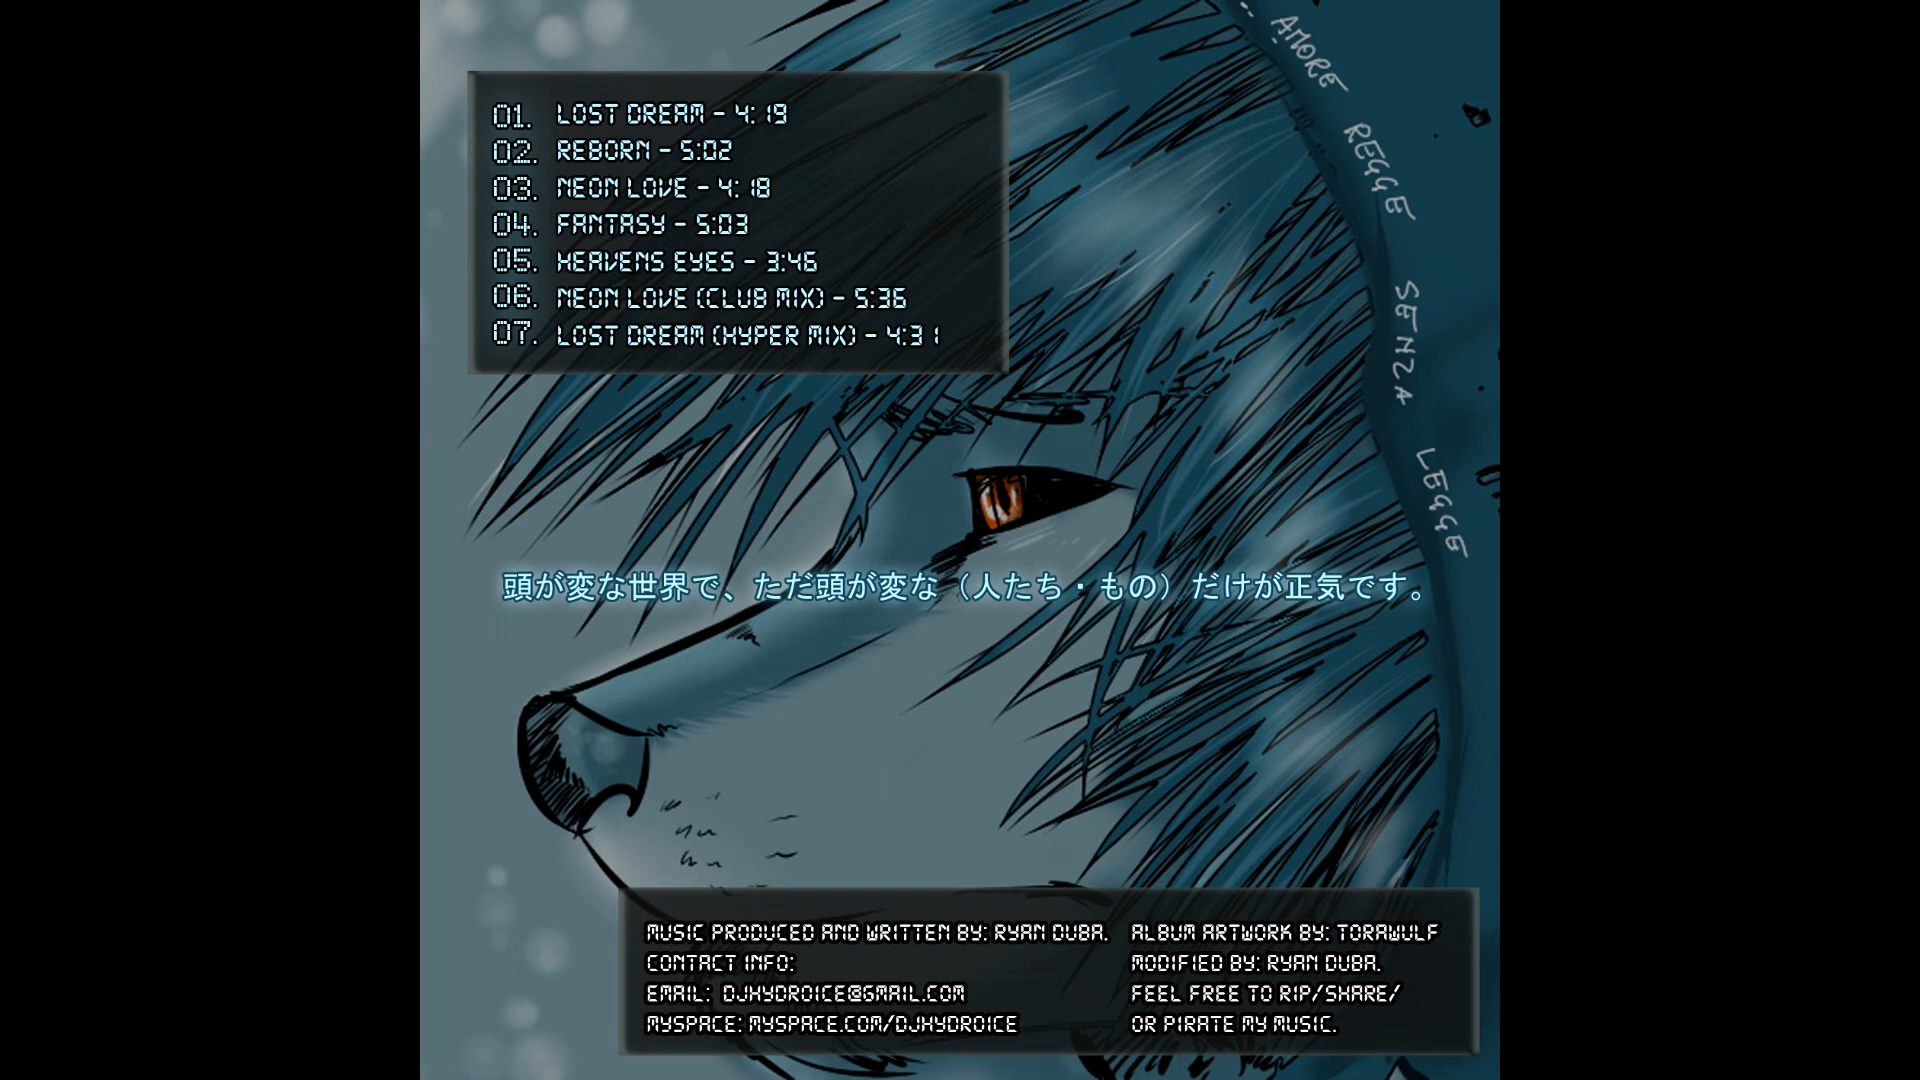 AMORE REGGE SENZA LEGGE
01. LOST DREAM - 4:19
02. REBORN - 5:02
03. NEON LOVE - 4:18
04. FANTASY - 5:03
05. HEAVENS EYES - 3:46
06. NEON LOVE (CLUB MIX) - 5:36
07. LOST DREAM (HYPER MIX) - 4:31
頭が変な世界で、ただ頭が変な（人たち・もの）だけが正気です。
MUSIC PRODUCED AND WRITTEN BY: RYAN DUBA.
CONTACT INFO:
EMAIL: DJHYDROICE@GMAIL.COM
MYSPACE: MYSPACE.COM/DJHYDROICE
ALBUM ARTWORK BY: TORAWULF
MODIFIED BY: RYAN DUBA.
FEEL FREE TO RIP/SHARE/
OR PIRATE MY MUSIC.